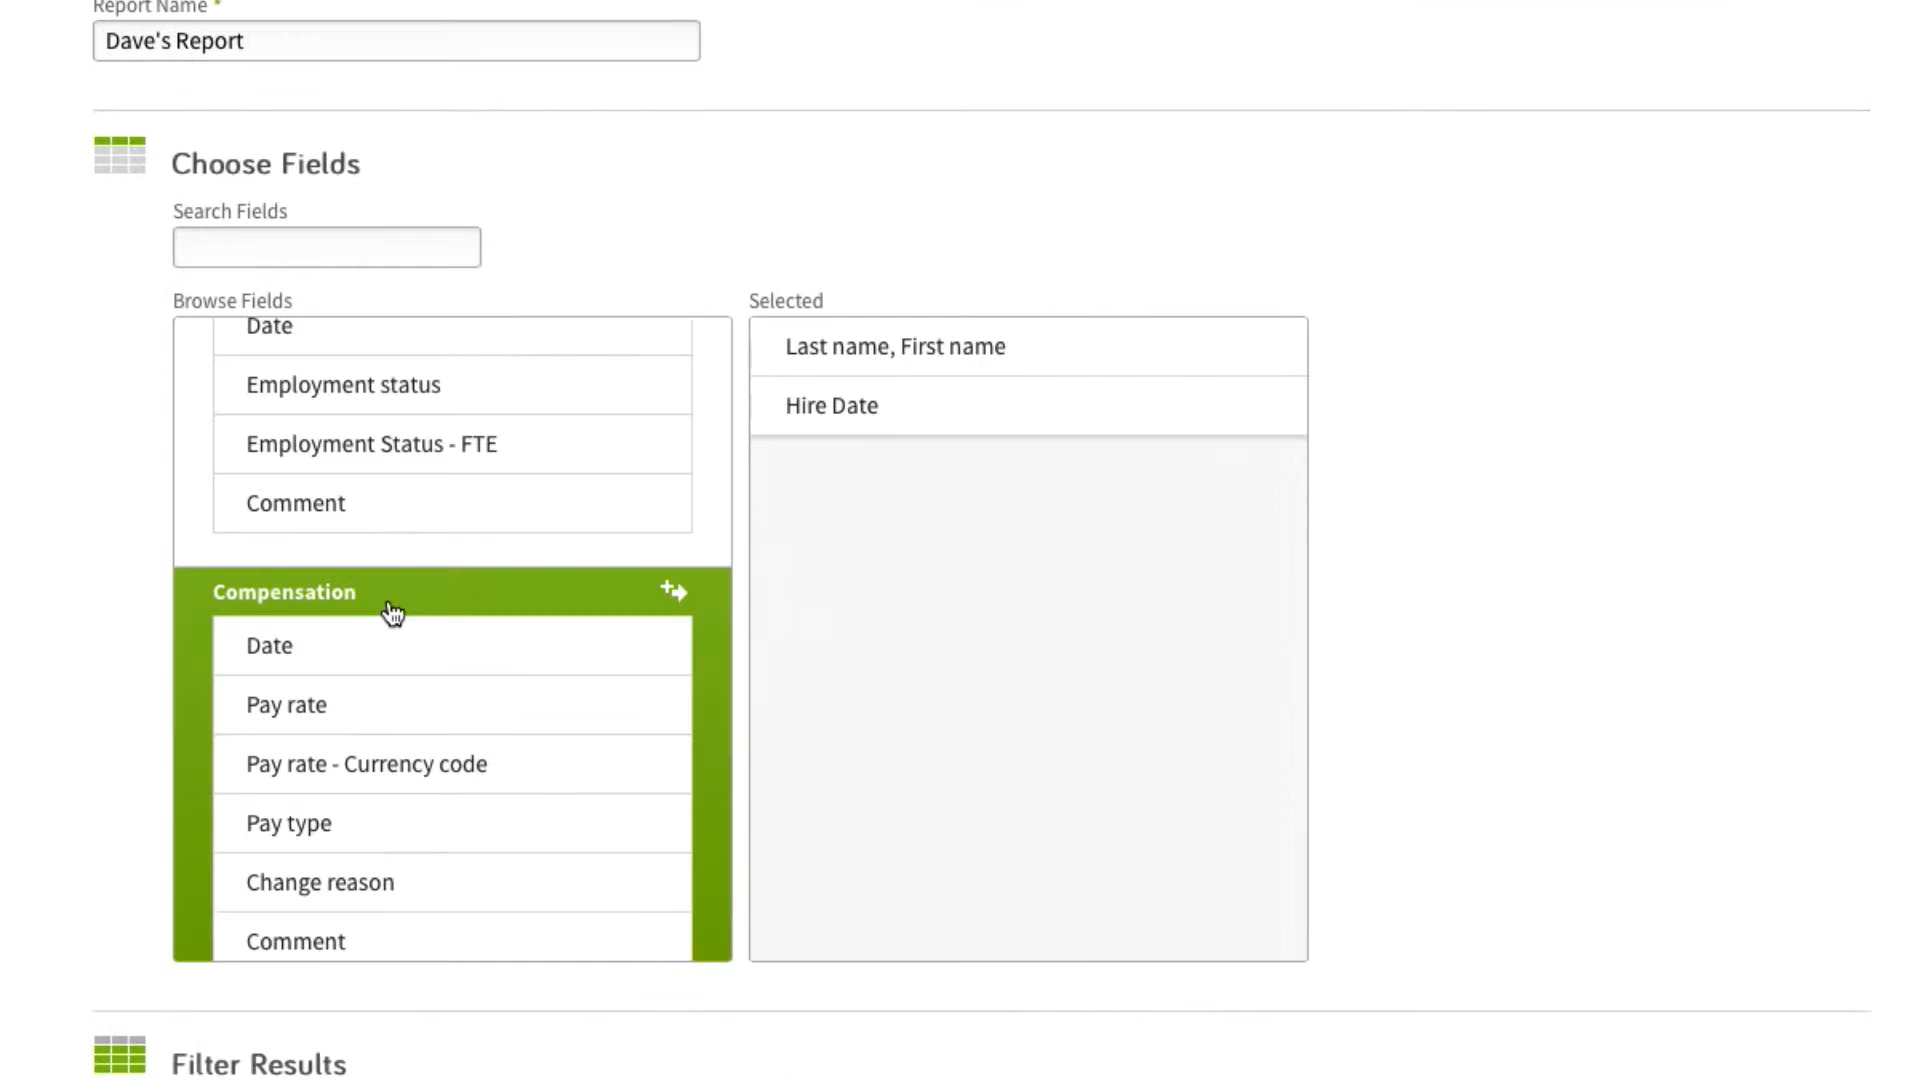 Report Name *
Dave's Report
Choose Fields
Search Fields
Browse Fields
Selected
Date
Employment status
Employment Status - FTE
Comment
Compensation
Date
Pay rate
Pay rate - Currency code
Pay type
Change reason
Comment
Last name, First name
Hire Date
Filter Results